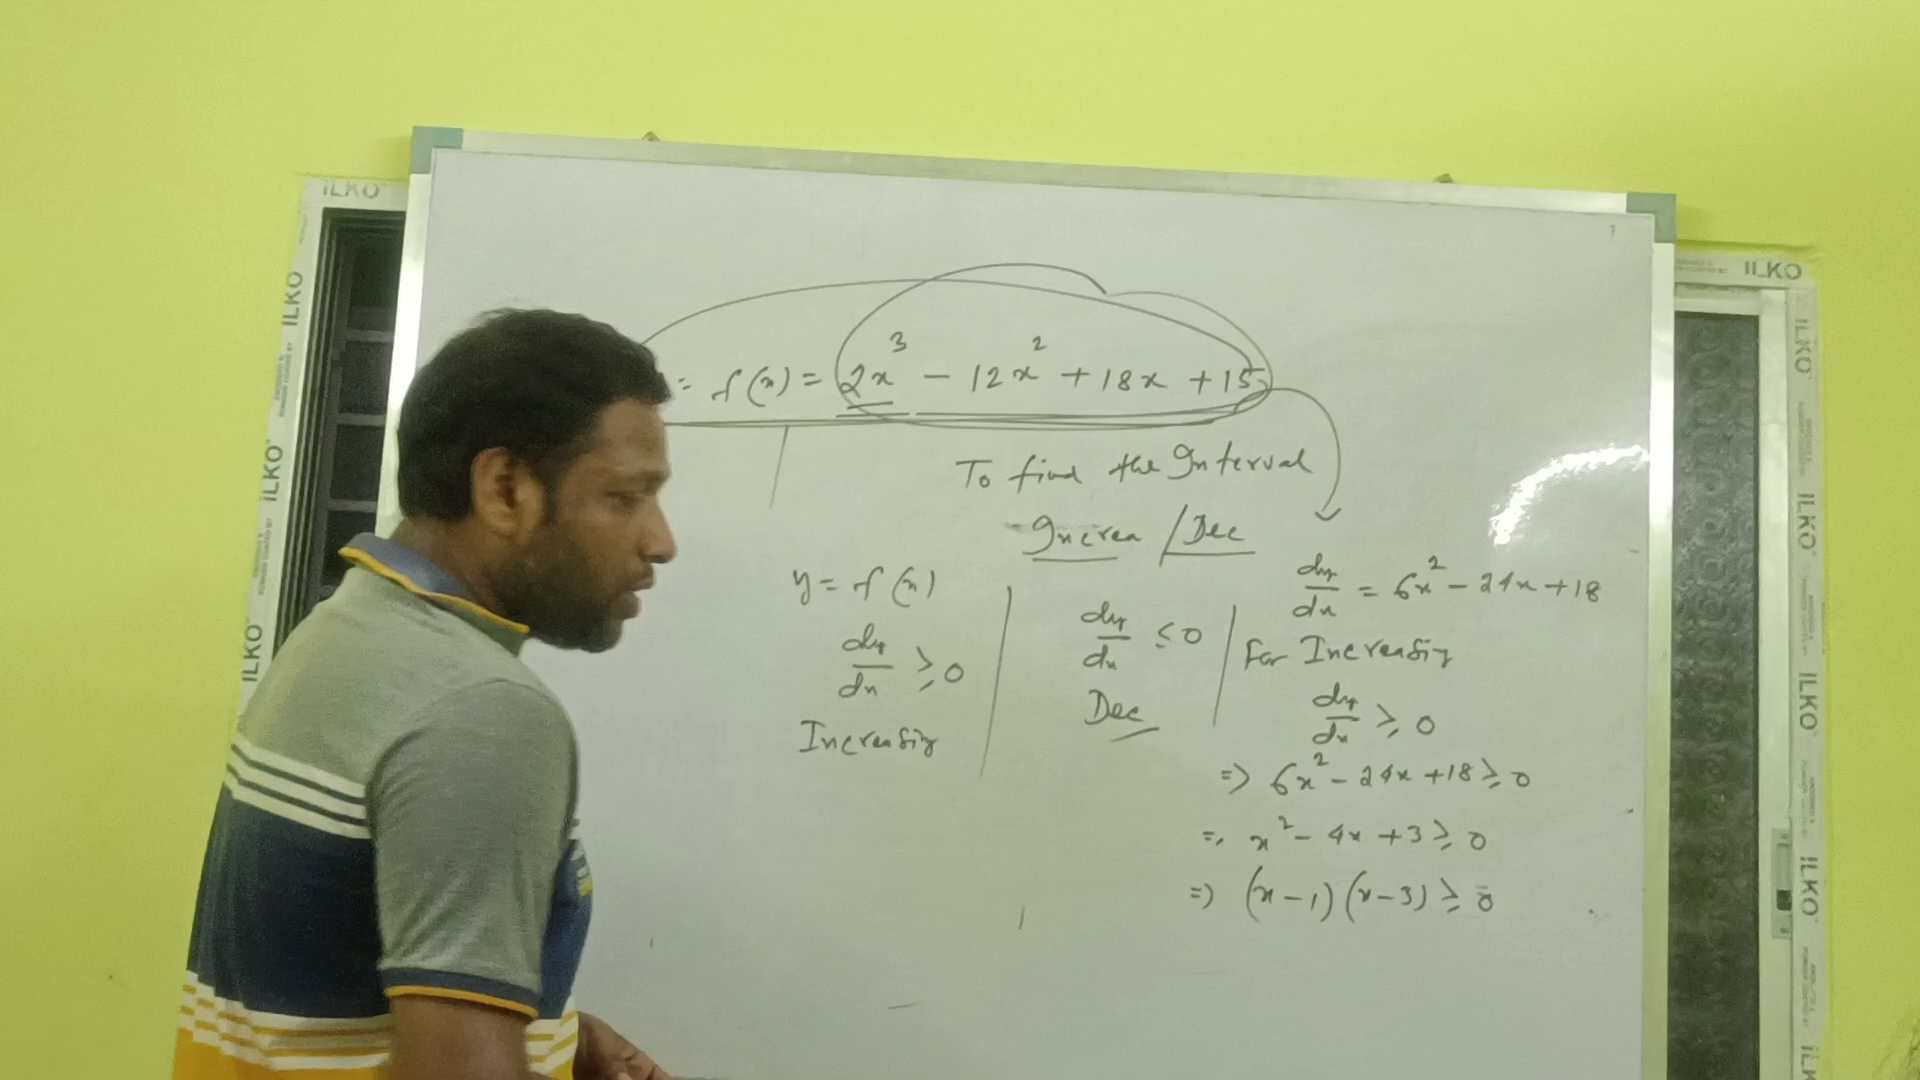 = f(x) = 2x³ - 12x² + 18x + 15
To find the Interval
Increa / Dec
y = f(x)
dy/dx ≥ 0
Increasing
dy/dx ≤ 0
Dec
dy/dx = 6x² - 24x + 18
For Increasing
dy/dx ≥ 0
=> 6x² - 24x + 18 ≥ 0
=> x² - 4x + 3 ≥ 0
=> (x - 1) (x - 3) ≥ 0
ILKO
ILKO
ILKO
ILKO
ILKO
ILKO
ILKO
ILKO
ILKO
ILKO